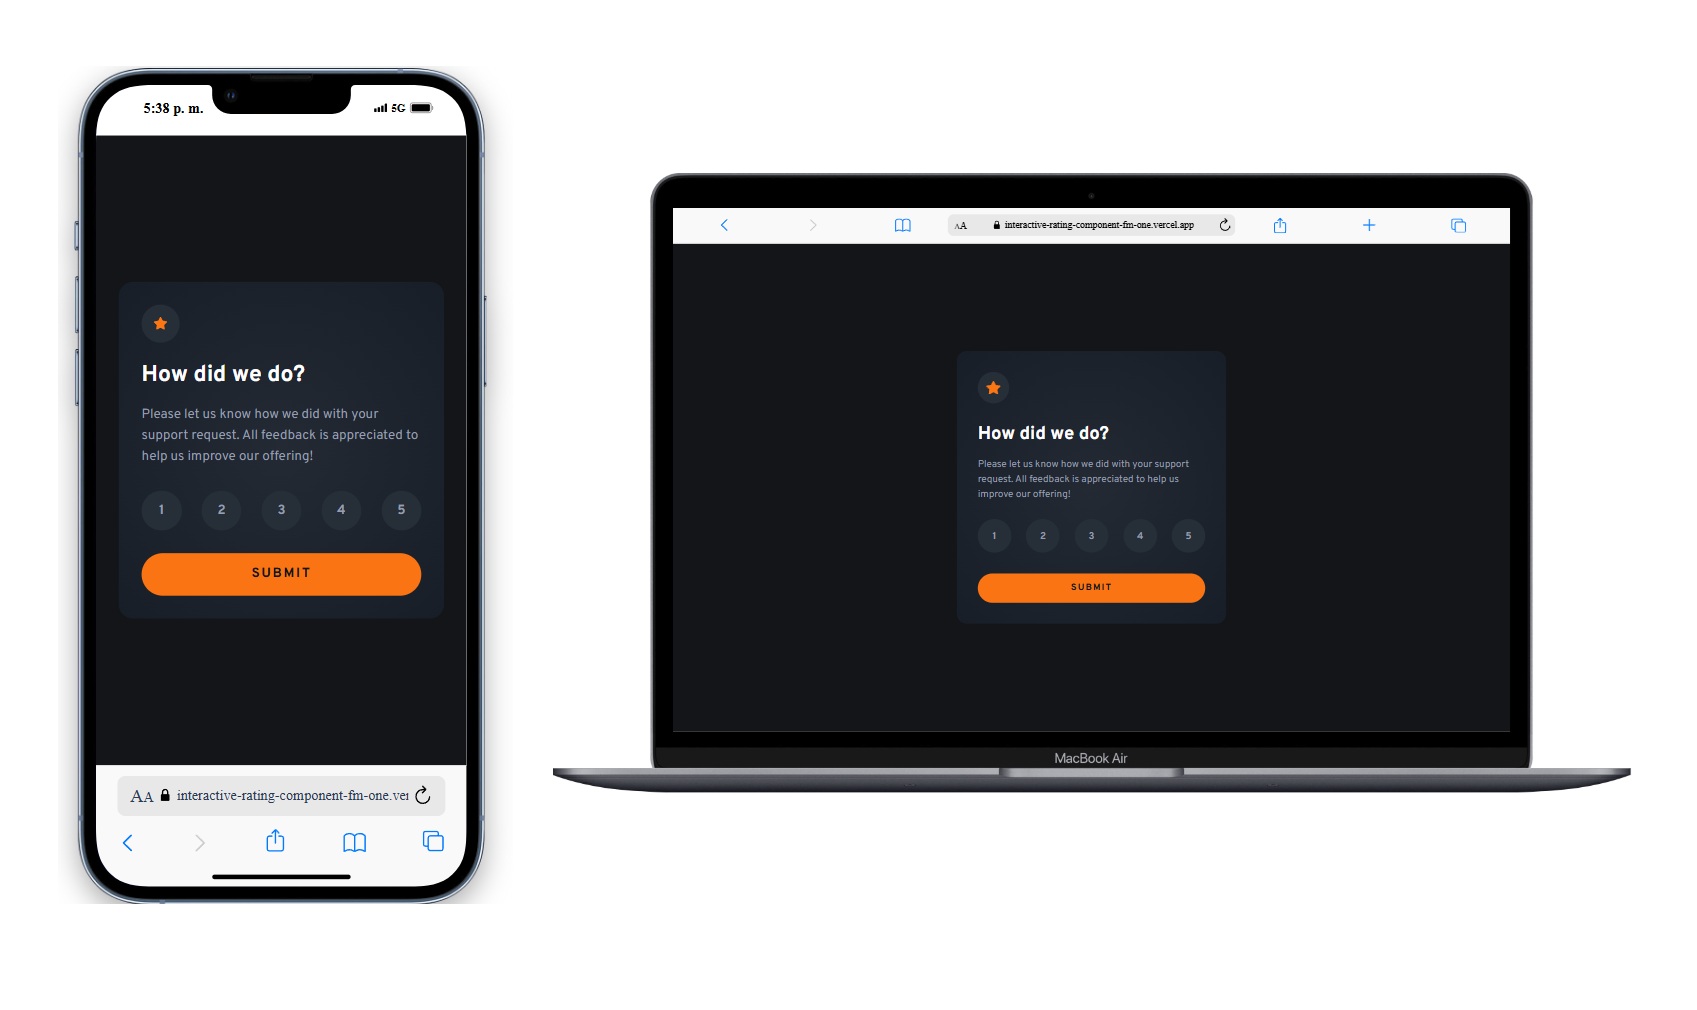 5:38 p. m.
5G
How did we do?
Please let us know how we did with your
support request. All feedback is appreciated to
help us improve our offering!
1 2 3 4 5
SUBMIT
AA interactive-rating-component-fm-one.ver
AA interactive-rating-component-fm-one.vercel.app
How did we do?
Please let us know how we did with your support
request. All feedback is appreciated to help us
improve our offering!
1 2 3 4 5
SUBMIT
MacBook Air